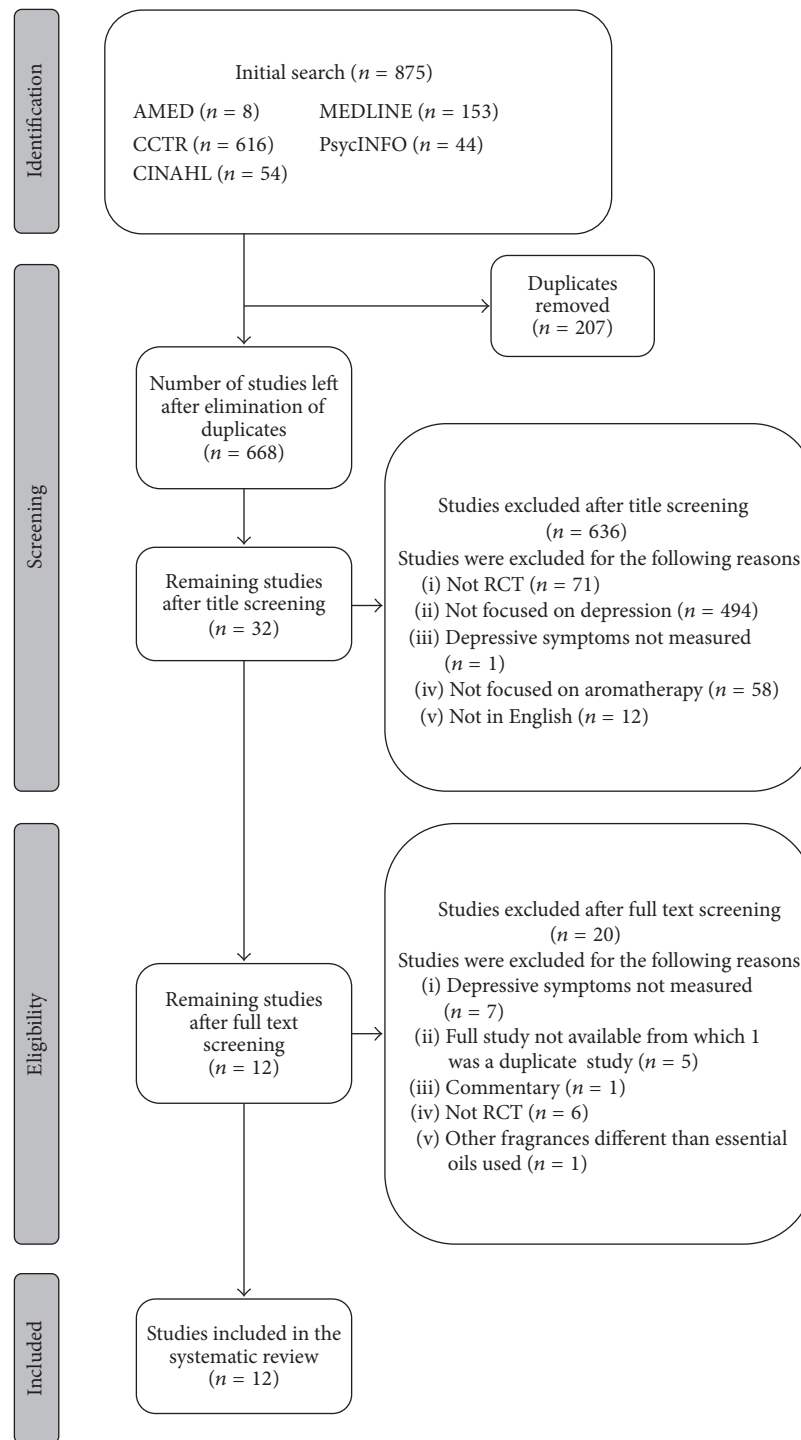 Identification
Initial search (n = 875)
AMED (n = 8)
MEDLINE (n = 153)
CCTR (n = 616)
PsycINFO (n = 44)
CINAHL (n = 54)
Screening
Duplicates
removed
(n = 207)
Number of studies left
after elimination of
duplicates
(n = 668)
Studies excluded after title screening
(n = 636)
Studies were excluded for the following reasons
(i) Not RCT (n = 71)
(ii) Not focused on depression (n = 494)
(iii) Depressive symptoms not measured
(n = 1)
(iv) Not focused on aromatherapy (n = 58)
(v) Not in English (n = 12)
Remaining studies
after title screening
(n = 32)
Eligibility
Studies excluded after full text screening
(n = 20)
Studies were excluded for the following reasons
(i) Depressive symptoms not measured
(n = 7)
(ii) Full study not available from which 1
was a duplicate study (n = 5)
(iii) Commentary (n = 1)
(iv) Not RCT (n = 6)
(v) Other fragrances different than essential
oils used (n = 1)
Remaining studies
after full text
screening
(n = 12)
Included
Studies included in the
systematic review
(n = 12)